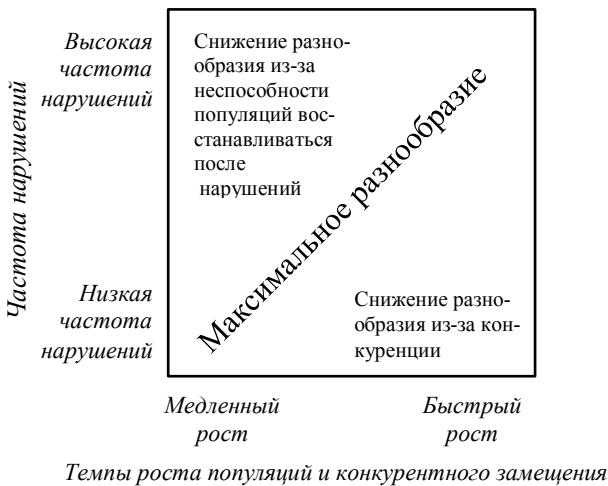 Частота нарушений
Высокая
частота
нарушений
Снижение разно-
образия из-за
неспособности
популяций вос-
станавливаться
после
нарушений
Максимальное разнообразие
Низкая
частота
нарушений
Снижение разно-
образия из-за кон-
куренции
Медленный
рост
Быстрый
рост
Темпы роста популяций и конкурентного замещения